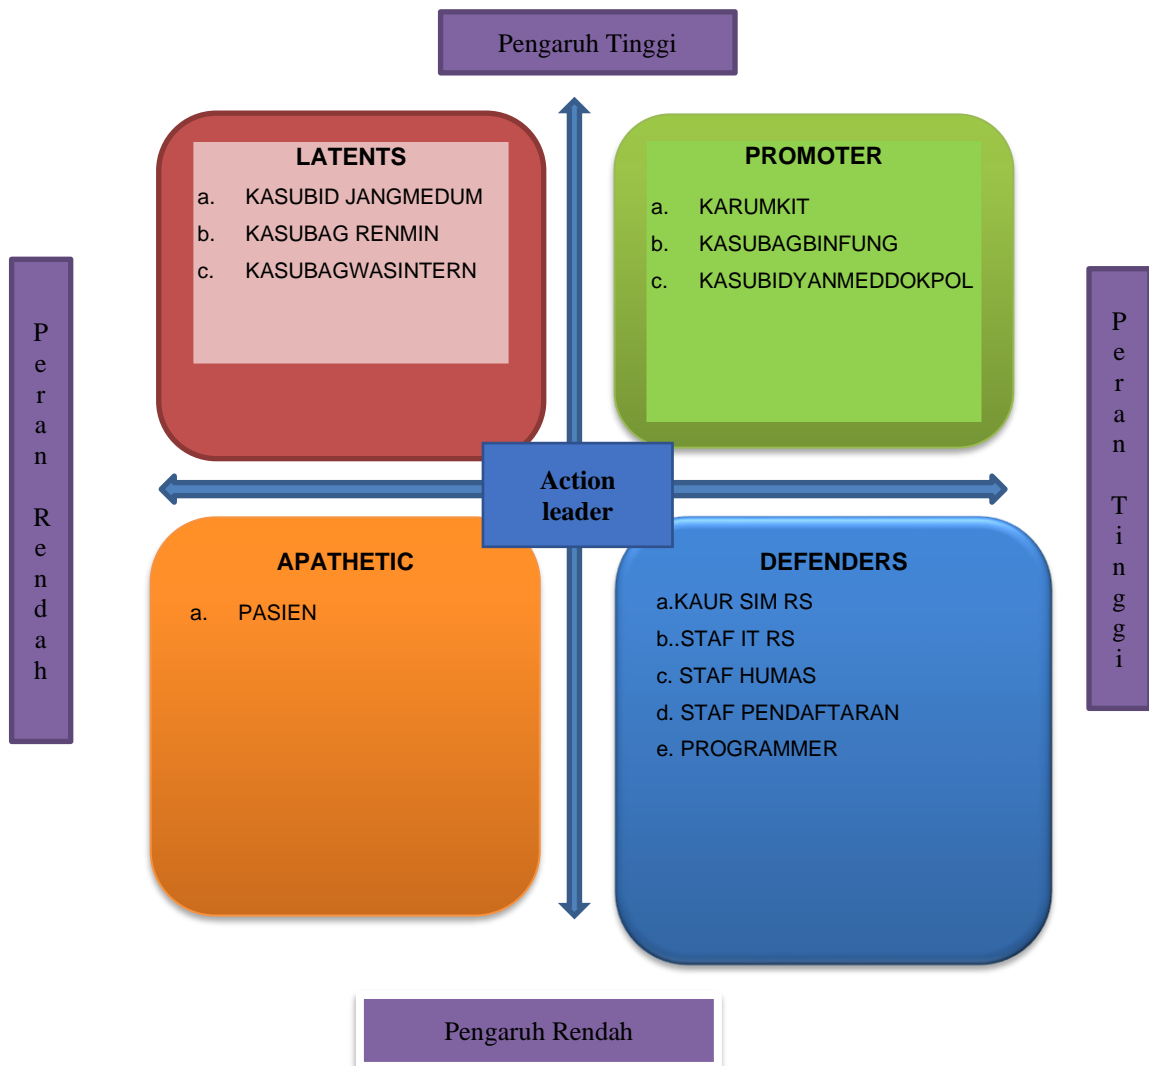 Pengaruh Tinggi
LATENTS
a. KASUBID JANGMEDUM
b. KASUBAG RENMIN
c. KASUBAGWASINTERN
PROMOTER
a. KARUMKIT
b. KASUBAGBINFUNG
c. KASUBIDYANMEDDOKPOL
Peran Rendah
Peran Tinggi
Action
leader
APATHETIC
a. PASIEN
DEFENDERS
a.KAUR SIM RS
b..STAF IT RS
c. STAF HUMAS
d. STAF PENDAFTARAN
e. PROGRAMMER
Pengaruh Rendah